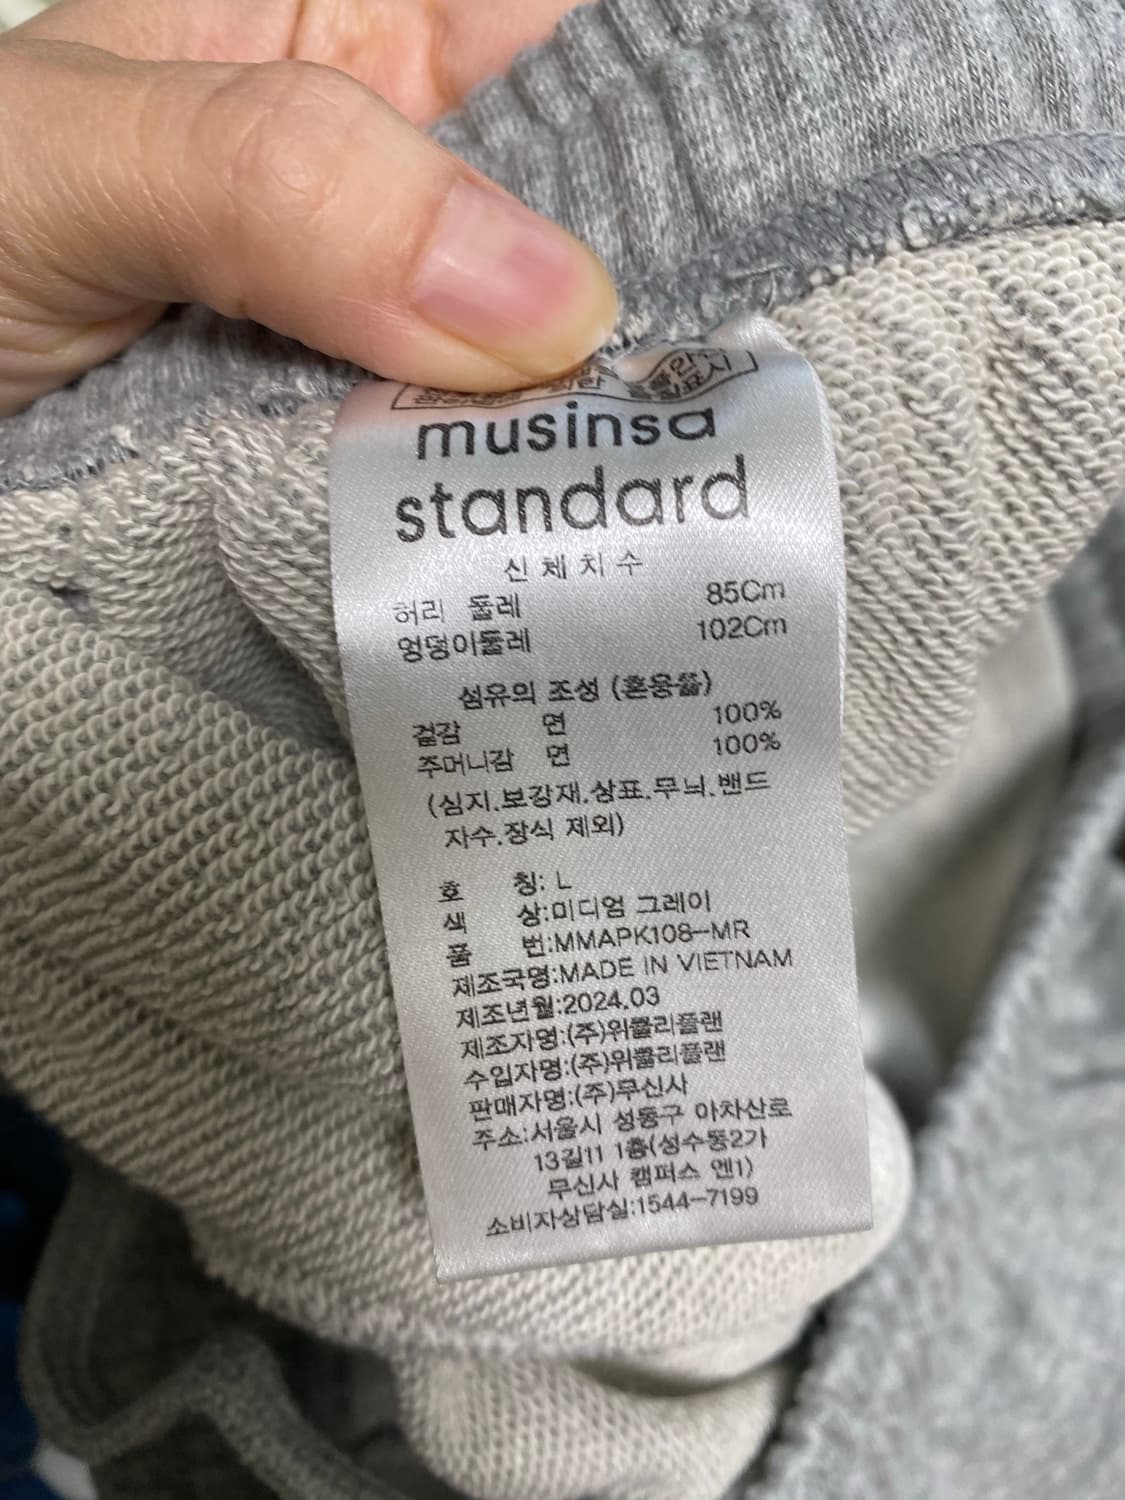 musinsa
standard
신체치수
허리 둘레 85Cm
엉덩이둘레 102Cm
섬유의 조성 (혼용률)
겉감 면 100%
주머니감 면 100%
(심지.보강재.상표.무늬.밴드
자수.장식 제외)
호 칭: L
색 상:미디엄 그레이
품 번:MMAPK108-MR
제조국명:MADE IN VIETNAM
제조년월:2024.03
제조자명:(주)위클리플랜
수입자명:(주)위클리플랜
판매자명:(주)무신사
주소:서울시 성동구 아차산로
13길11 1층(성수동2가
무신사 캠퍼스 엔1)
소비자상담실:1544-7199